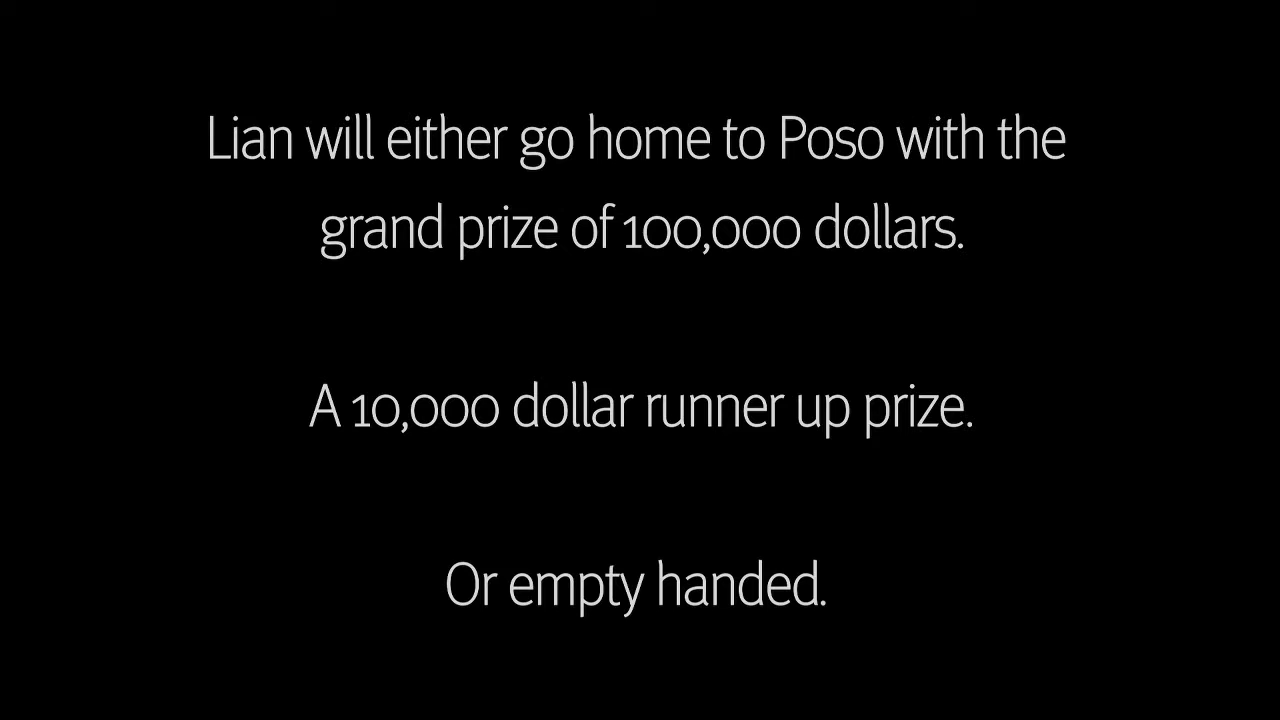 Lian will either go home to Poso with the
grand prize of 100,000 dollars.
A 10,000 dollar runner up prize.
Or empty handed.